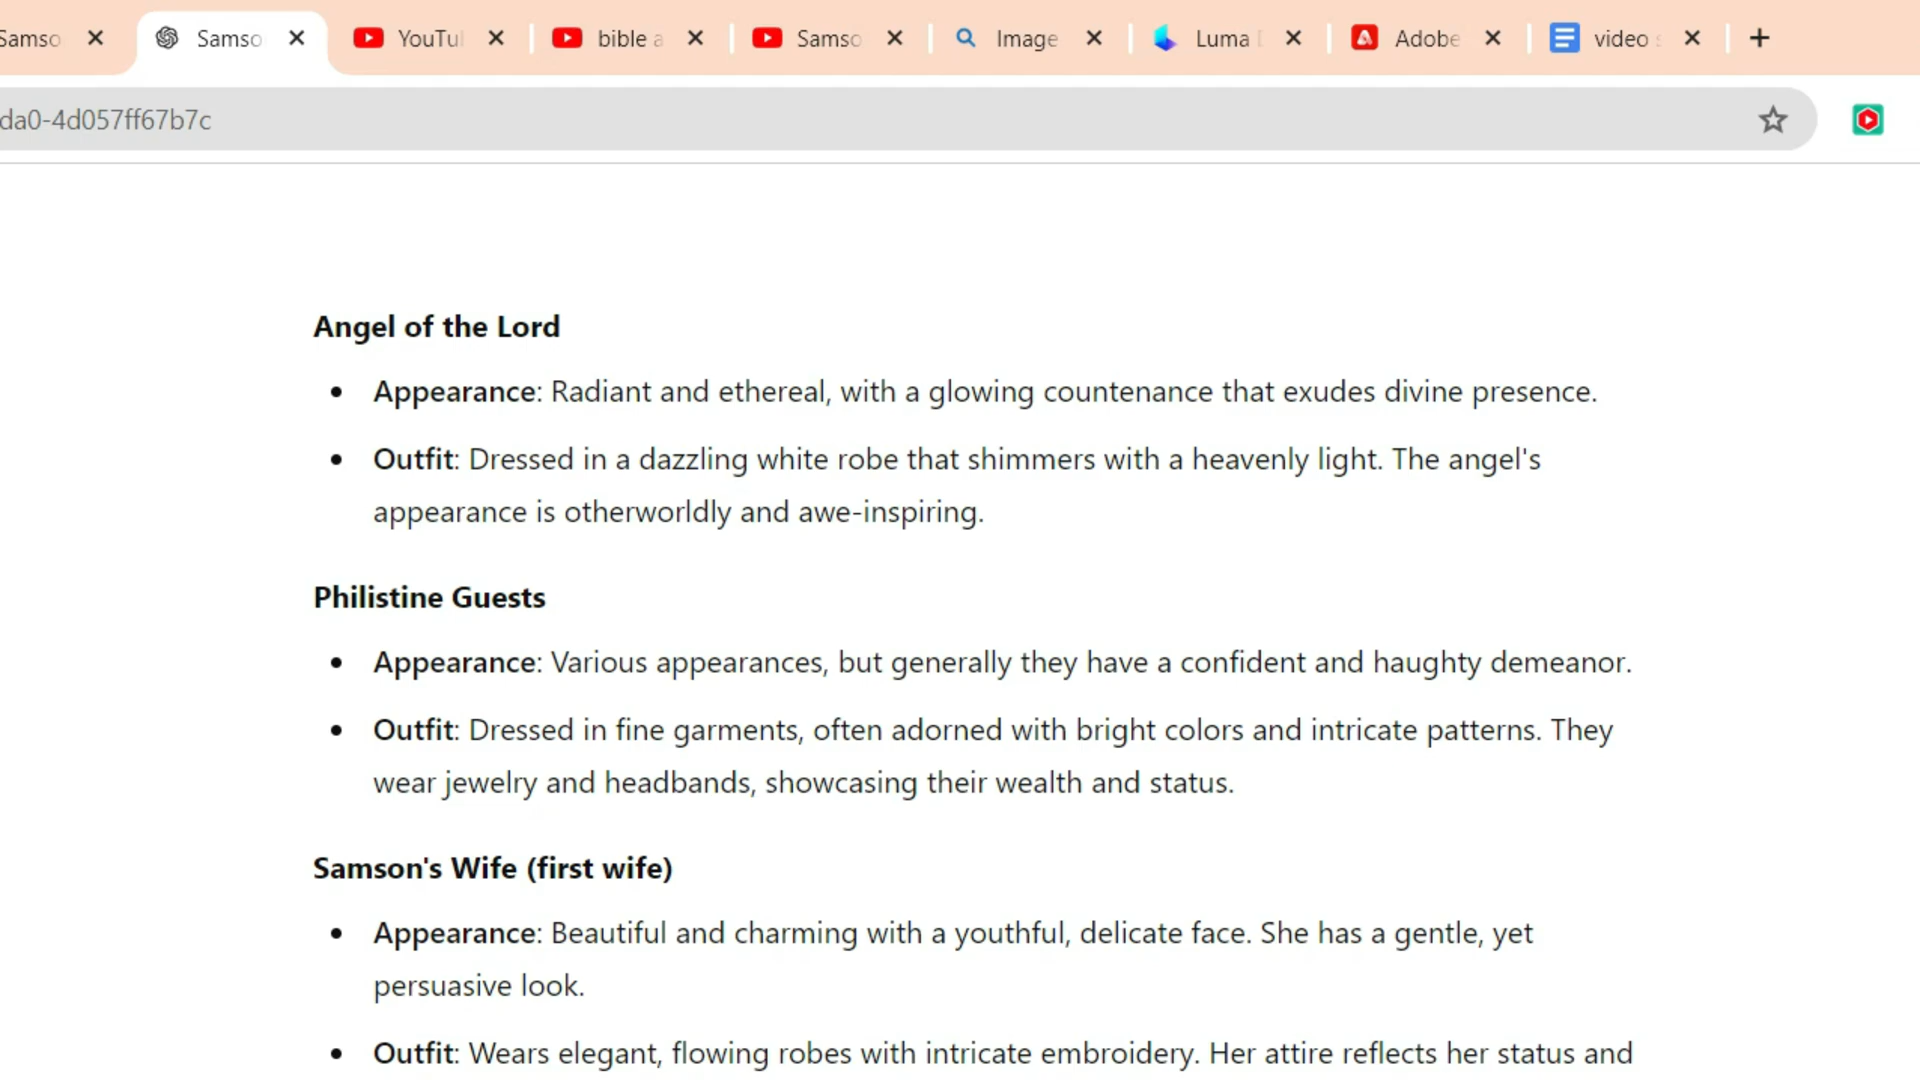 Samso
Samso
YouTu
bible a
Samso
Image
Luma
Adobe
video
da0-4d057ff67b7c
Angel of the Lord
Appearance: Radiant and ethereal, with a glowing countenance that exudes divine presence.
Outfit: Dressed in a dazzling white robe that shimmers with a heavenly light. The angel's
appearance is otherworldly and awe-inspiring.
Philistine Guests
Appearance: Various appearances, but generally they have a confident and haughty demeanor.
Outfit: Dressed in fine garments, often adorned with bright colors and intricate patterns. They
wear jewelry and headbands, showcasing their wealth and status.
Samson's Wife (first wife)
Appearance: Beautiful and charming with a youthful, delicate face. She has a gentle, yet
persuasive look.
Outfit: Wears elegant, flowing robes with intricate embroidery. Her attire reflects her status and